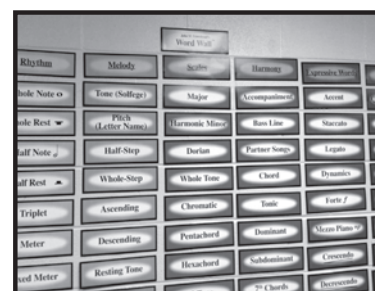 Word Wall
Rhythm
hole Note
ole Rest
alf Note
alf Rest
Triplet
Meter
xed Meter
Melody
Tone (Solfege)
Pitch
(Letter Name)
Half-Step
Whole-Step
Ascending
Descending
Resting Tone
Scales
Major
Harmonic Minor
Dorian
Whole Tone
Chromatic
Pentachord
Hexachord
Harmony
Accompaniment
Bass Line
Partner Songs
Chord
Tonic
Dominant
Subdominant
7th Chords
Expressive Words
Accent
Staccato
Legato
Dynamics
Forte f
Mezzo Piano mp
Crescendo
Decrescendo